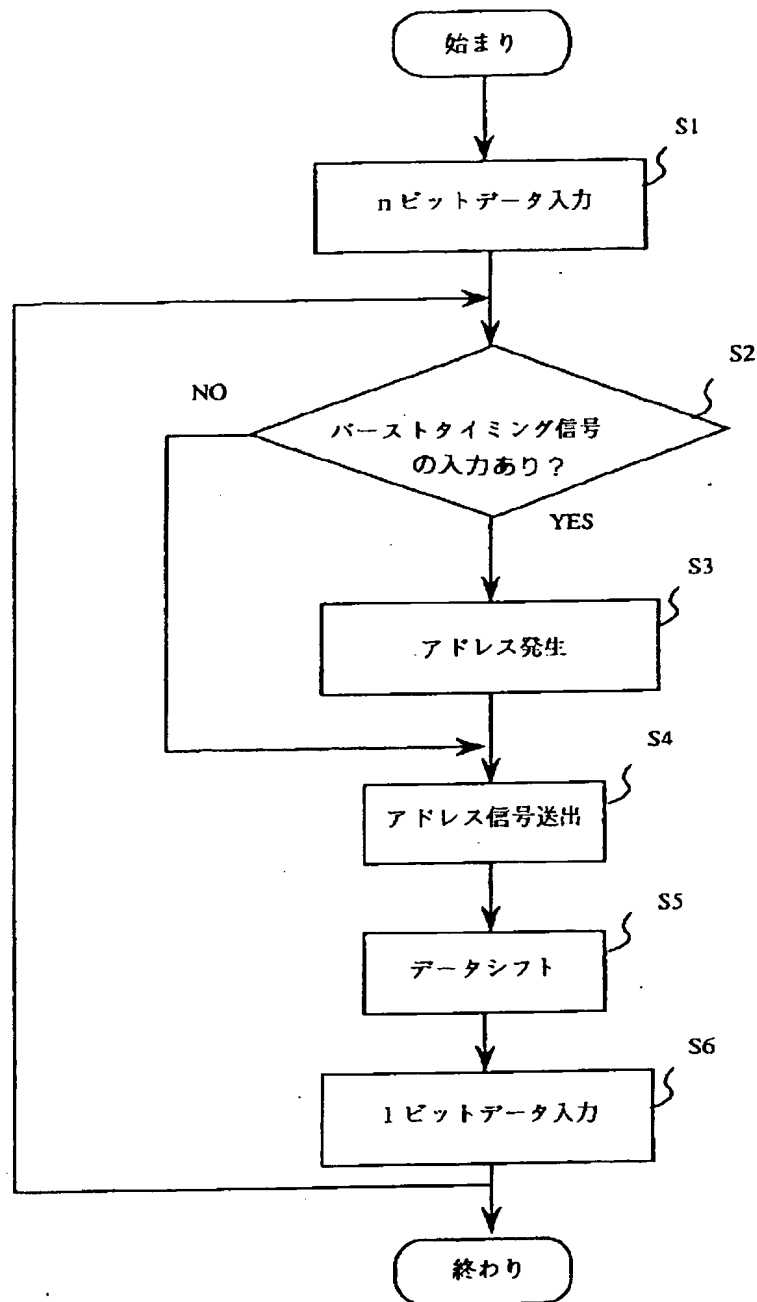 始まり
S1
nビットデータ入力
S2
NO
バーストタイミング信号
の入力あり?
YES
S3
アドレス発生
S4
アドレス信号送出
S5
データシフト
S6
1ビットデータ入力
終わり